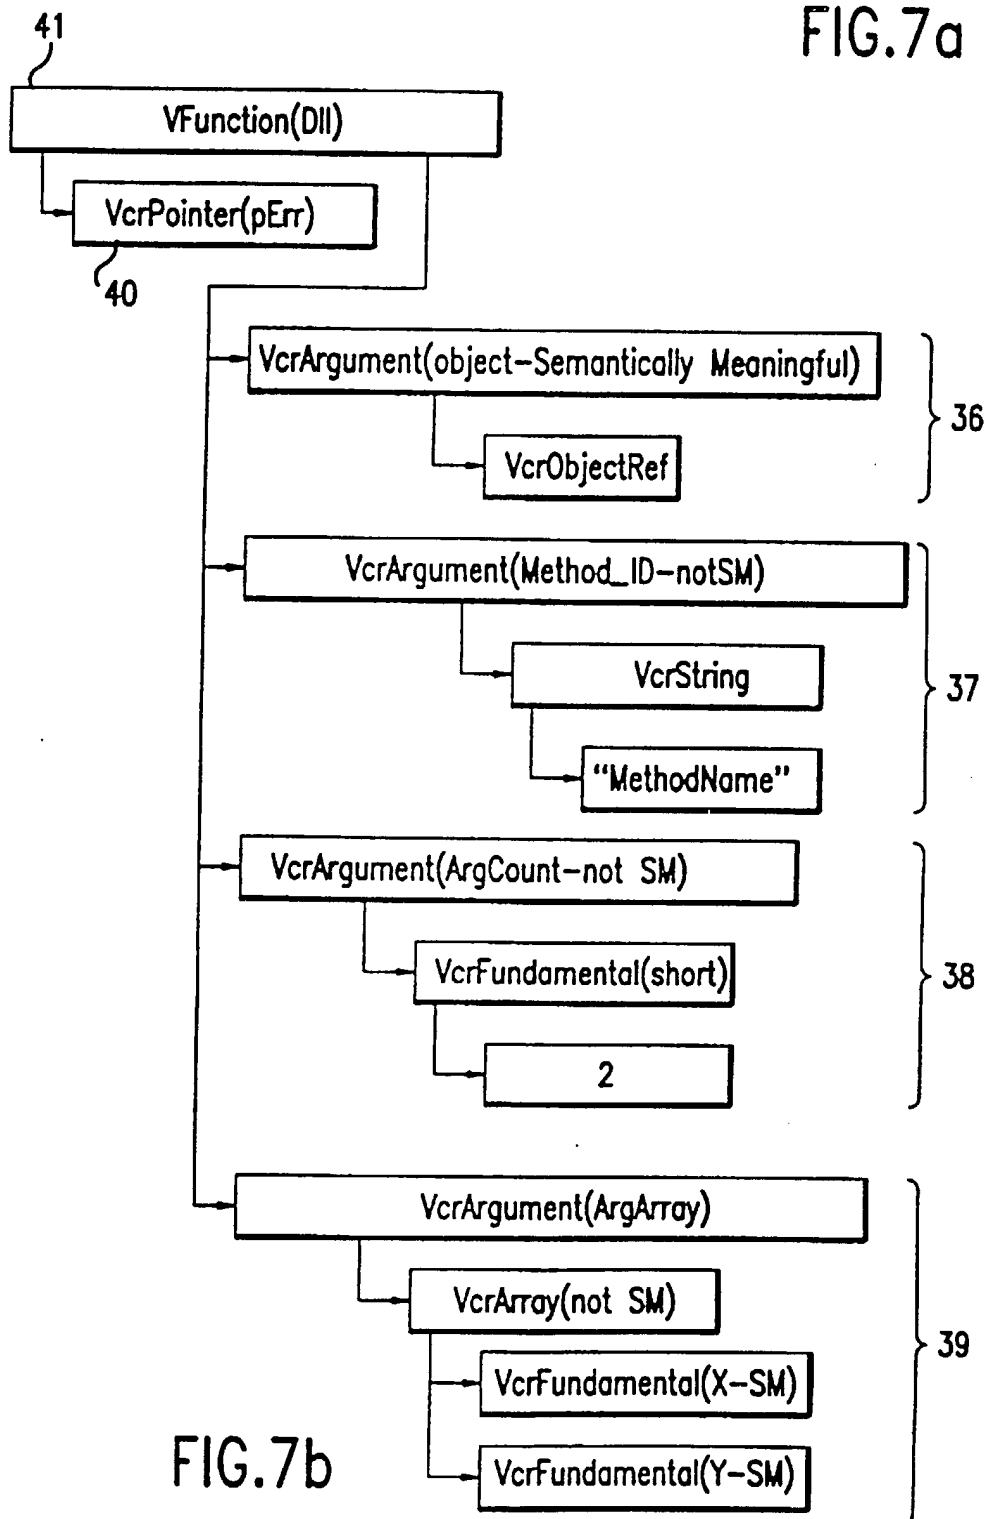 FIG.7a
41
VFunction(Dll)
VcrPointer(pErr)
40
VcrArgument(object-Semantically Meaningful)
36
VcrObjectRef
VcrArgument(Method_ID-notSM)
VcrString
37
"MethodName"
VcrArgument(ArgCount-not SM)
VcrFundamental(short)
38
2
VcrArgument(ArgArray)
VcrArray(not SM)
39
VcrFundamental(X-SM)
FIG.7b
VcrFundamental(Y-SM)